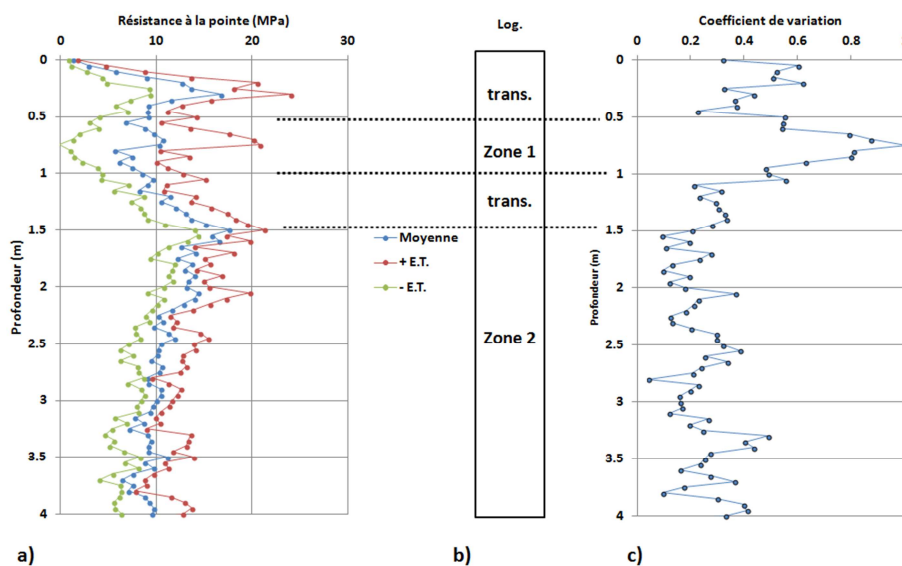 Résistance à la pointe (MPa)
0 10 20 30
0
0.5
1
1.5
2
2.5
3
3.5
4
Profondeur (m)
Moyenne
+ E.T.
- E.T.
a)
Log.
trans.
Zone 1
trans.
Zone 2
b)
Coefficient de variation
0 0.2 0.4 0.6 0.8
0
0.5
1
1.5
2
2.5
3
3.5
4
Profondeur (m)
c)